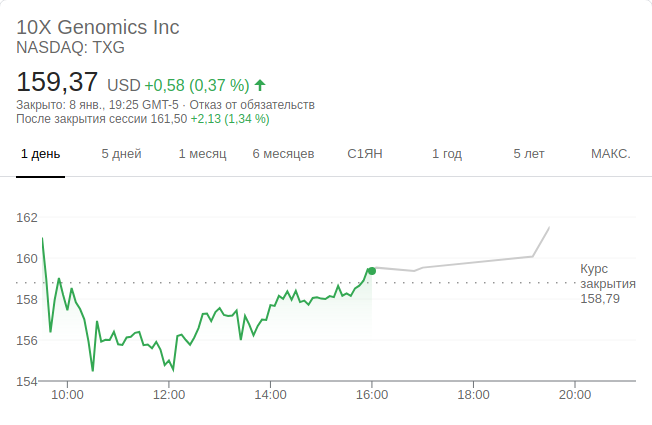 10X Genomics Inc
NASDAQ: TXG
159,37 USD +0,58 (0,37 %)
Закрыто: 8 янв., 19:25 GMT-5 · Отказ от обязательств
После закрытия сессии 161,50 +2,13 (1,34 %)
1 день 5 дней 1 месяц 6 месяцев С1ЯН 1 год 5 лет МАКС.
162
160
Курс
закрытия
158,79
158
156
154
10:00 12:00 14:00 16:00 18:00 20:00